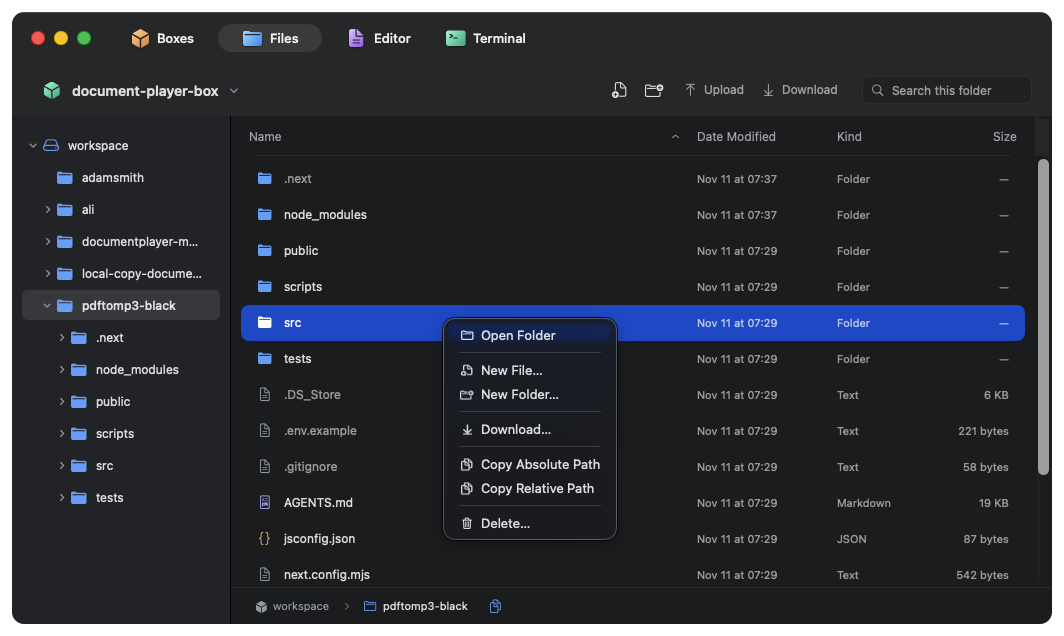 Boxes Files Editor Terminal
document-player-box Upload Download Search this folder
workspace
adamsmith
ali
documentplayer-m...
local-copy-docume...
pdftomp3-black
.next
node_modules
public
scripts
src
tests
Name Date Modified Kind Size
.next Nov 11 at 07:37 Folder —
node_modules Nov 11 at 07:37 Folder —
public Nov 11 at 07:29 Folder —
scripts Nov 11 at 07:29 Folder —
src Nov 11 at 07:29 Folder —
tests Nov 11 at 07:29 Folder —
.DS_Store Nov 11 at 07:29 Text 6 KB
.env.example Nov 11 at 07:29 Text 221 bytes
.gitignore Nov 11 at 07:29 Text 58 bytes
AGENTS.md Nov 11 at 07:29 Markdown 19 KB
jsconfig.json Nov 11 at 07:29 JSON 87 bytes
next.config.mjs Nov 11 at 07:29 Text 542 bytes
Open Folder
New File...
New Folder...
Download...
Copy Absolute Path
Copy Relative Path
Delete...
workspace pdftomp3-black